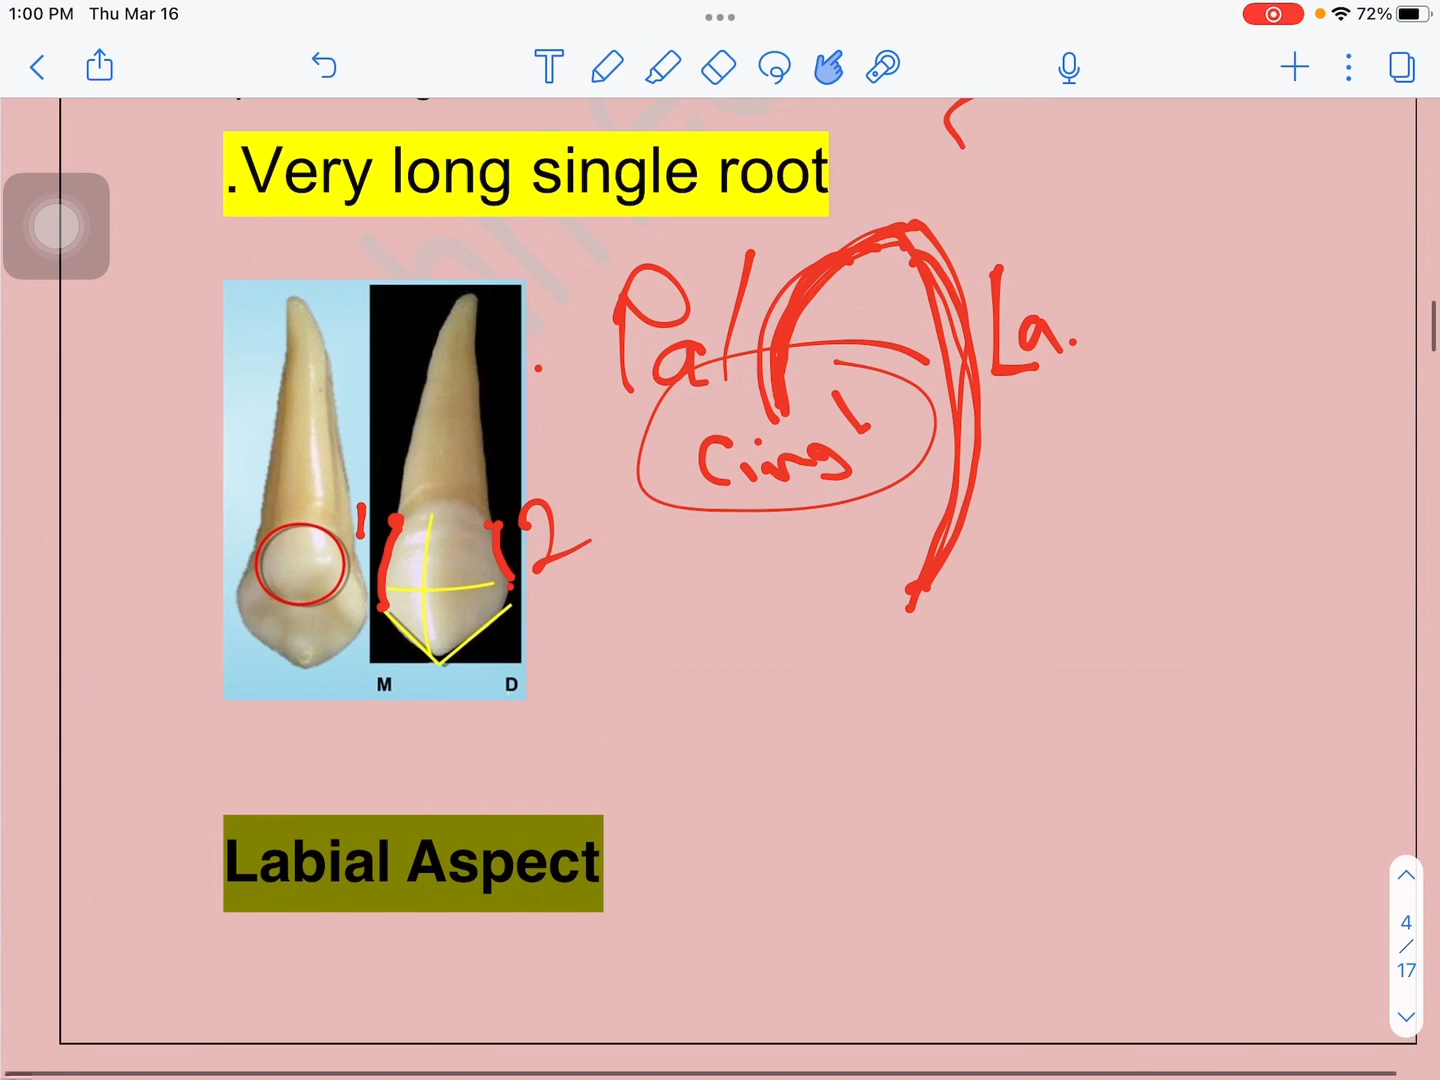 1:00 PM Thu Mar 16
72%
.Very long single root
Pal
La.
Cing
1
2
M D
Labial Aspect
4
/
17